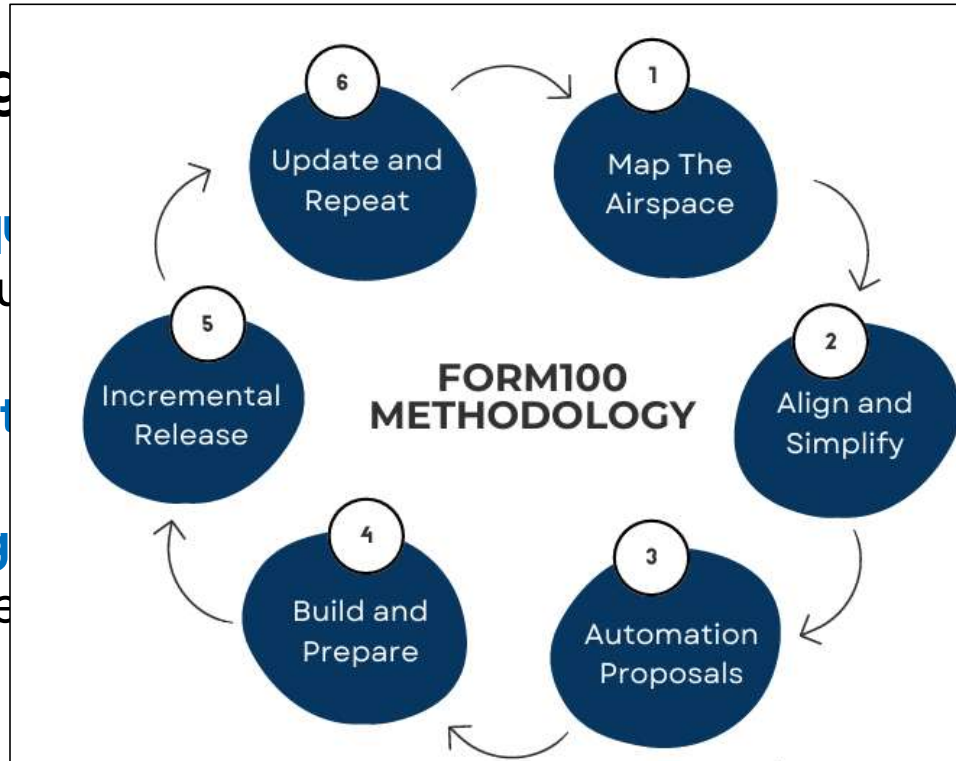 6
Update and
Repeat
1
Map The
Airspace
2
Align and
Simplify
3
Automation
Proposals
4
Build and
Prepare
5
Incremental
Release
FORM100
METHODOLOGY